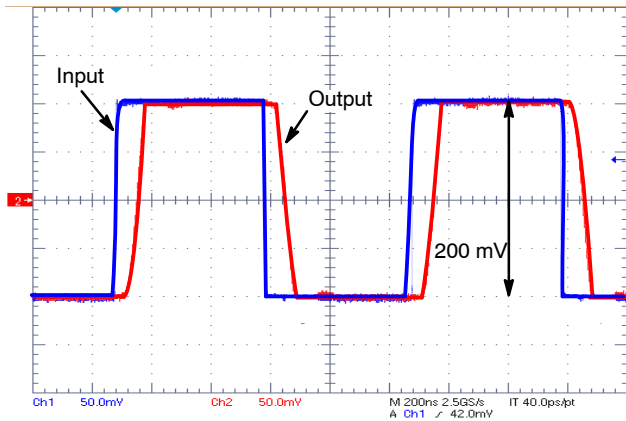 Input
Output
2
200 mV
Ch1 50.0mV Ch2 50.0mV M 200ns 2.5GS/s IT 40.0ps/pt
A Ch1 ⁄ 42.0mV